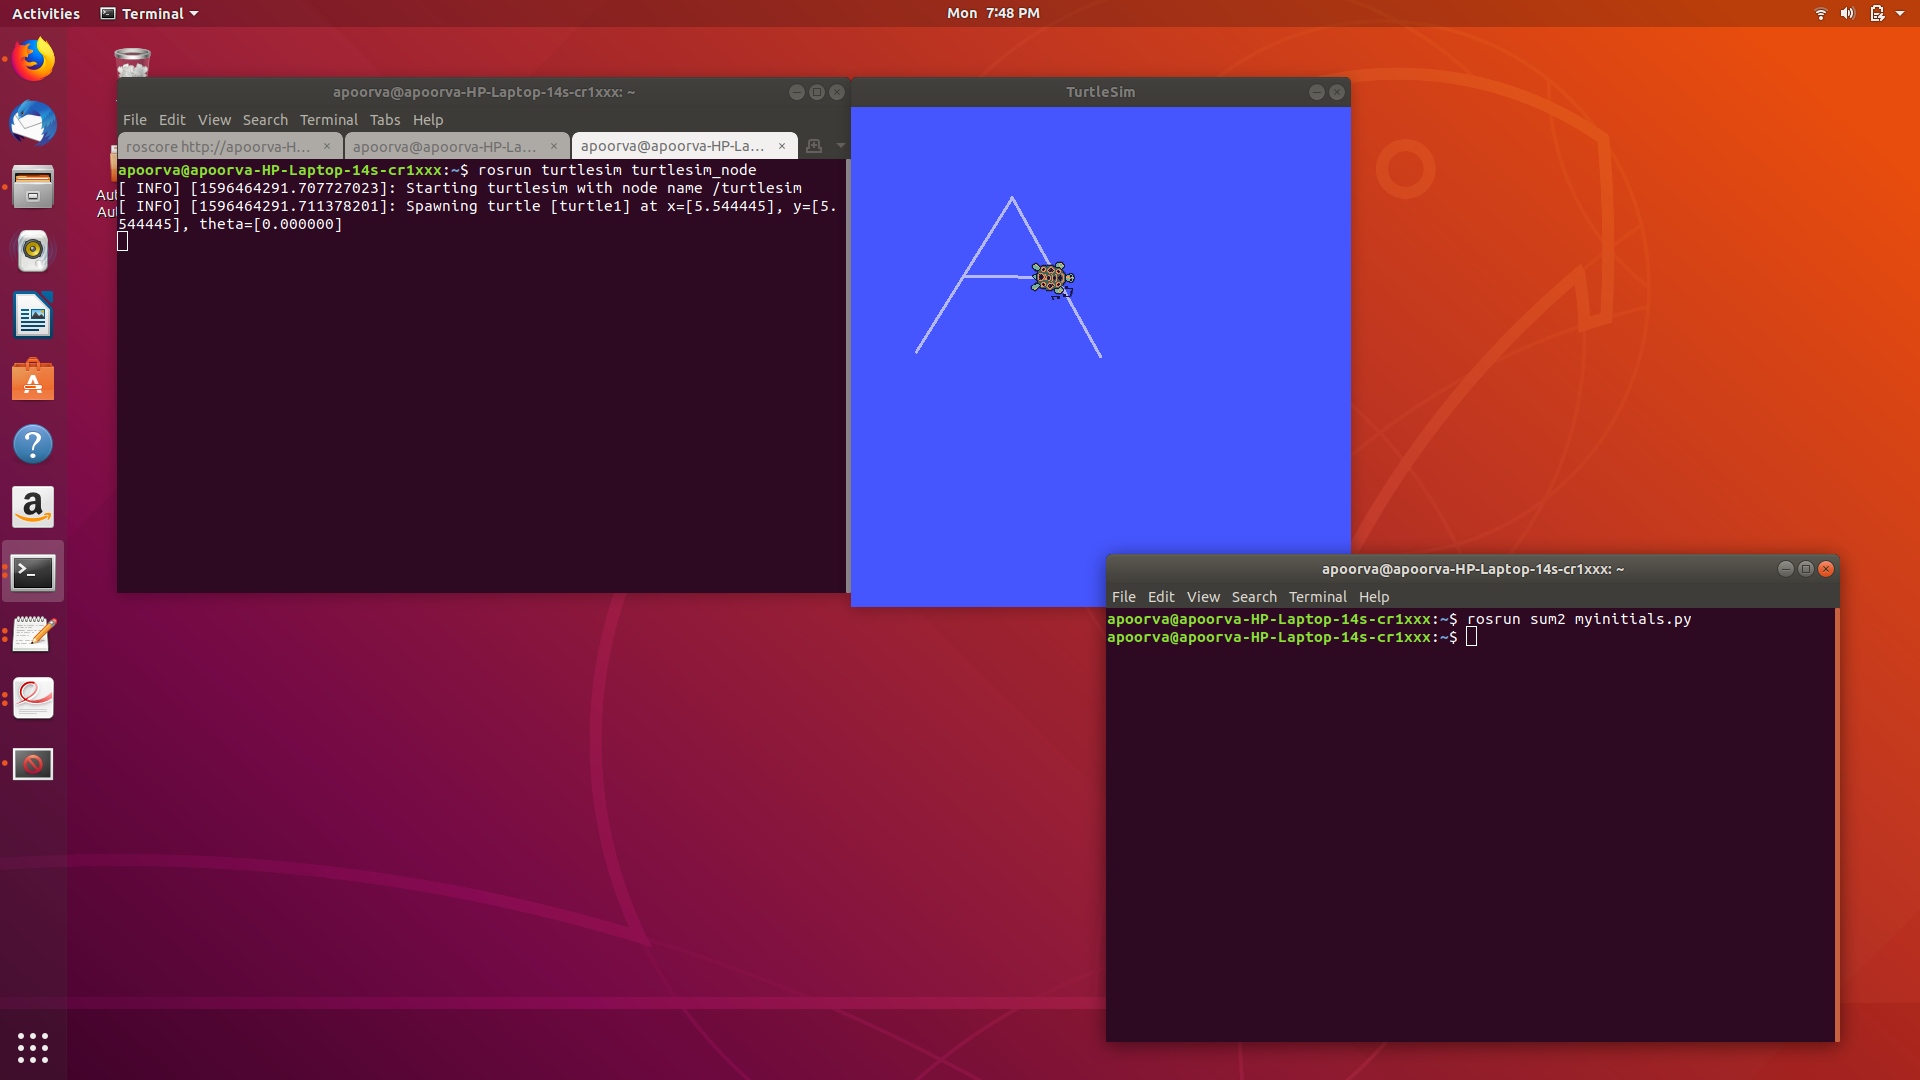 Activities
Terminal
Mon 7:48 PM
apoorva@apoorva-HP-Laptop-14s-cr1xxx: ~
File Edit View Search Terminal Tabs Help
roscore http://apoorva-H...
apoorva@apoorva-HP-La...
apoorva@apoorva-HP-La...
apoorva@apoorva-HP-Laptop-14s-cr1xxx:~$ rosrun turtlesim turtlesim_node
[ INFO] [1596464291.707727023]: Starting turtlesim with node name /turtlesim
[ INFO] [1596464291.711378201]: Spawning turtle [turtle1] at x=[5.544445], y=[5.
544445], theta=[0.000000]
TurtleSim
A
apoorva@apoorva-HP-Laptop-14s-cr1xxx: ~
File Edit View Search Terminal Help
apoorva@apoorva-HP-Laptop-14s-cr1xxx:~$ rosrun sum2 myinitials.py
apoorva@apoorva-HP-Laptop-14s-cr1xxx:~$